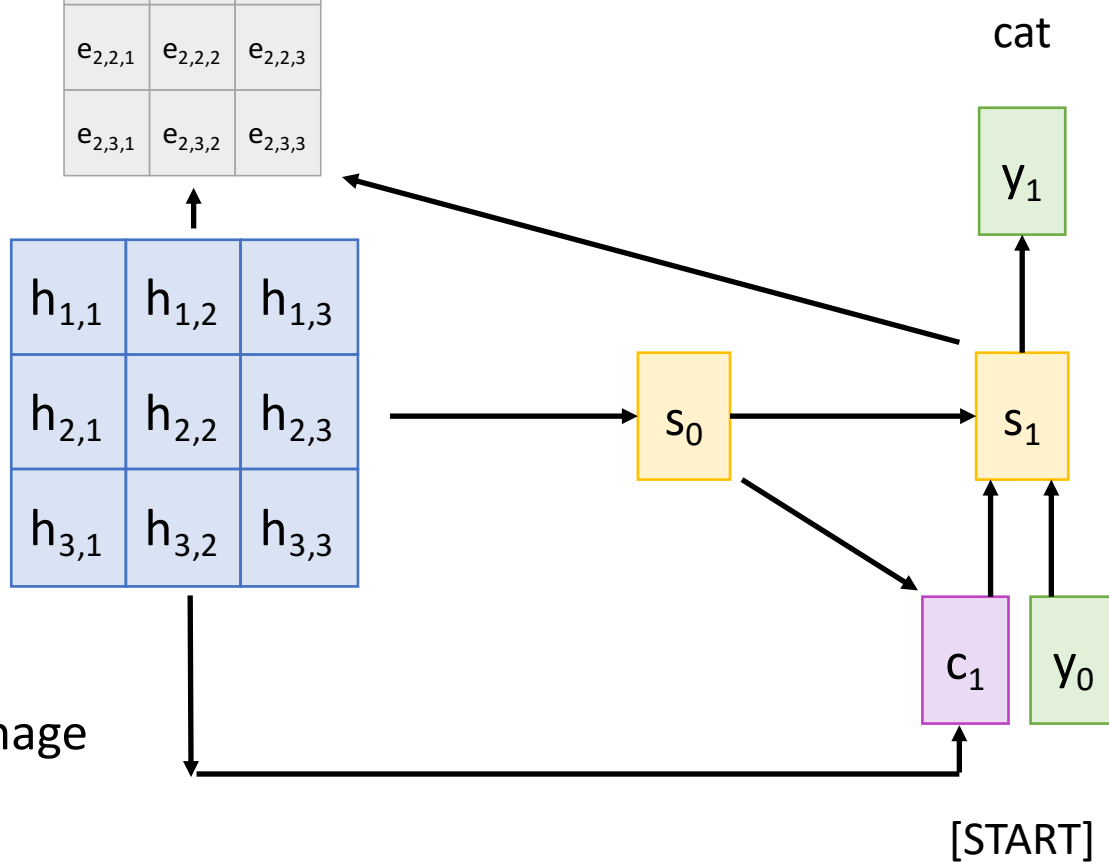 e2,2,1 e2,2,2 e2,2,3
cat
e2,3,1 e2,3,2 e2,3,3
y1
h1,1 h1,2 h1,3
h2,1 h2,2 h2,3
s0
s1
h3,1 h3,2 h3,3
c1
y0
[START]